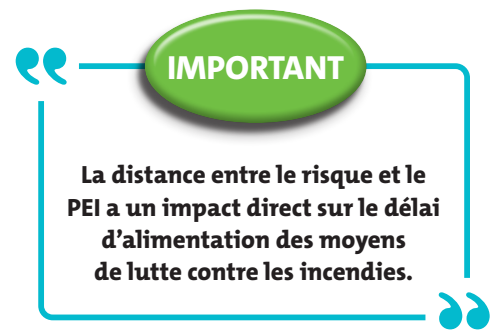 IMPORTANT
La distance entre le risque et le
PEI a un impact direct sur le délai
d’alimentation des moyens
de lutte contre les incendies.